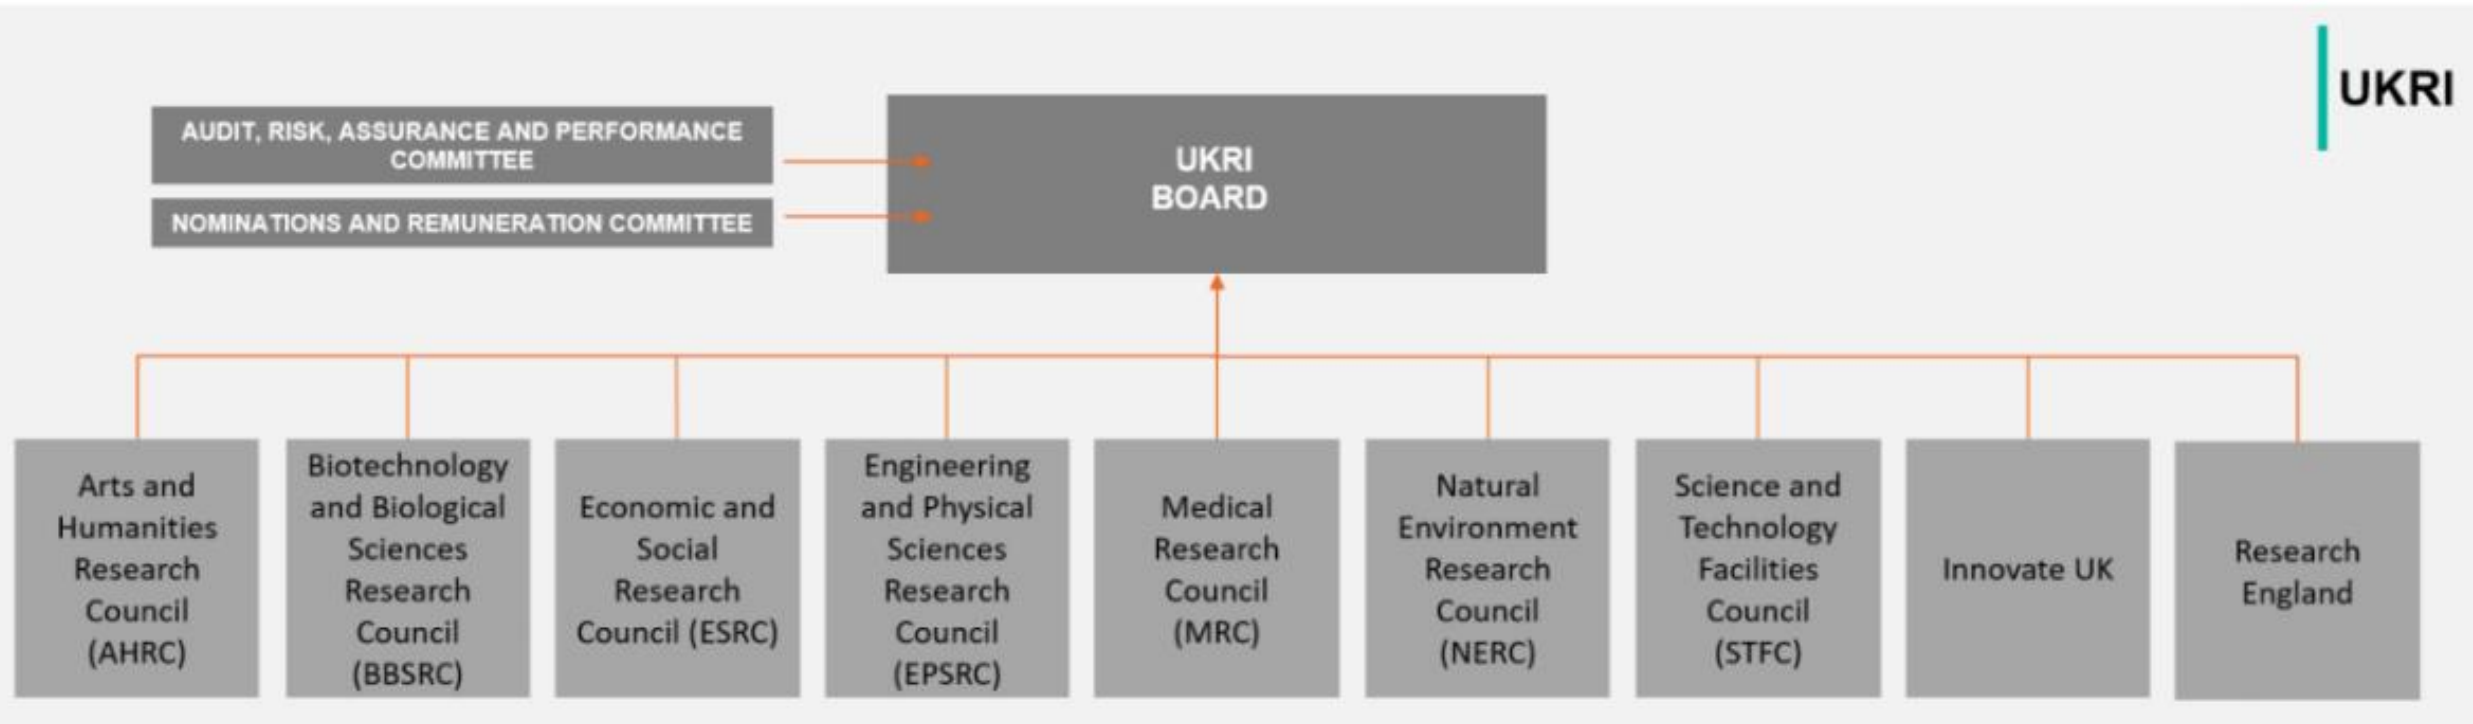 UKRI
AUDIT, RISK, ASSURANCE AND PERFORMANCE
COMMITTEE
NOMINATIONS AND REMUNERATION COMMITTEE
UKRI
BOARD
Arts and
Humanities
Research
Council
(AHRC)
Biotechnology
and Biological
Sciences
Research
Council
(BBSRC)
Economic and
Social
Research
Council (ESRC)
Engineering
and Physical
Sciences
Research
Council
(EPSRC)
Medical
Research
Council
(MRC)
Natural
Environment
Research
Council
(NERC)
Science and
Technology
Facilities
Council
(STFC)
Innovate UK
Research
England